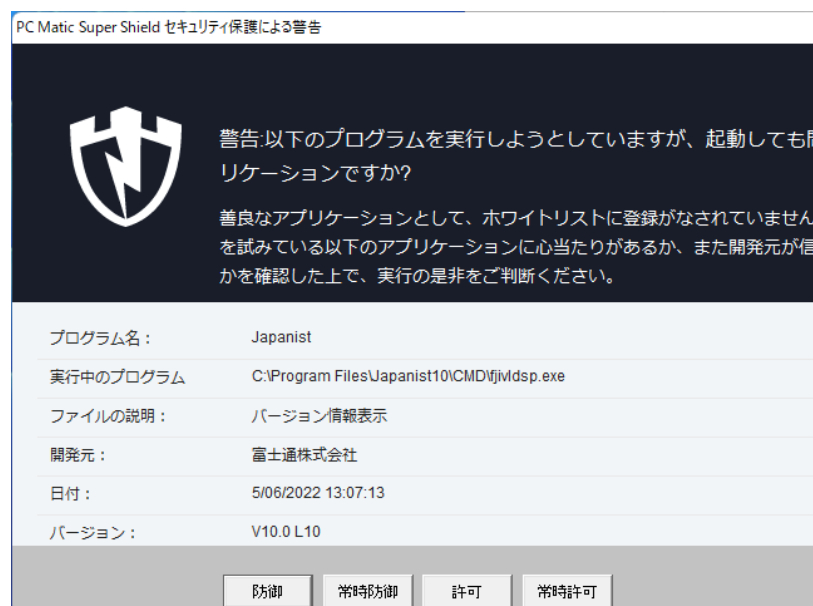 PC Matic Super Shield セキュリティ保護による警告
警告:以下のプログラムを実行しようとしていますが、起動しても
リケーションですか?
善良なアプリケーションとして、ホワイトリストに登録がなされていません
を試みている以下のアプリケーションに心当たりがあるか、また開発元が信
かを確認した上で、実行の是非をご判断ください。
プログラム名： Japanist
実行中のプログラム C:\Program Files\Japanist10\CMD\fjivldsp.exe
ファイルの説明： バージョン情報表示
開発元： 富士通株式会社
日付： 5/06/2022 13:07:13
バージョン： V10.0 L10
防御 常時防御 許可 常時許可